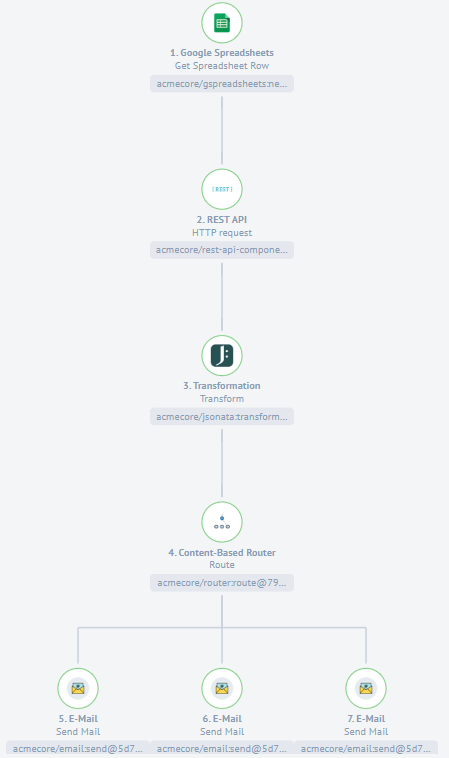 1. Google Spreadsheets
Get Spreadsheet Row
acmecore/gspreadsheets:ne...
{ REST }
2. REST API
HTTP request
acmecore/rest-api-compone...
J:
3. Transformation
Transform
acmecore/jsonata:transform...
4. Content-Based Router
Route
acmecore/router:route@79...
5. E-Mail
Send Mail
acmecore/email:send@5d7...
6. E-Mail
Send Mail
acmecore/email:send@5d7...
7. E-Mail
Send Mail
acmecore/email:send@5d7...